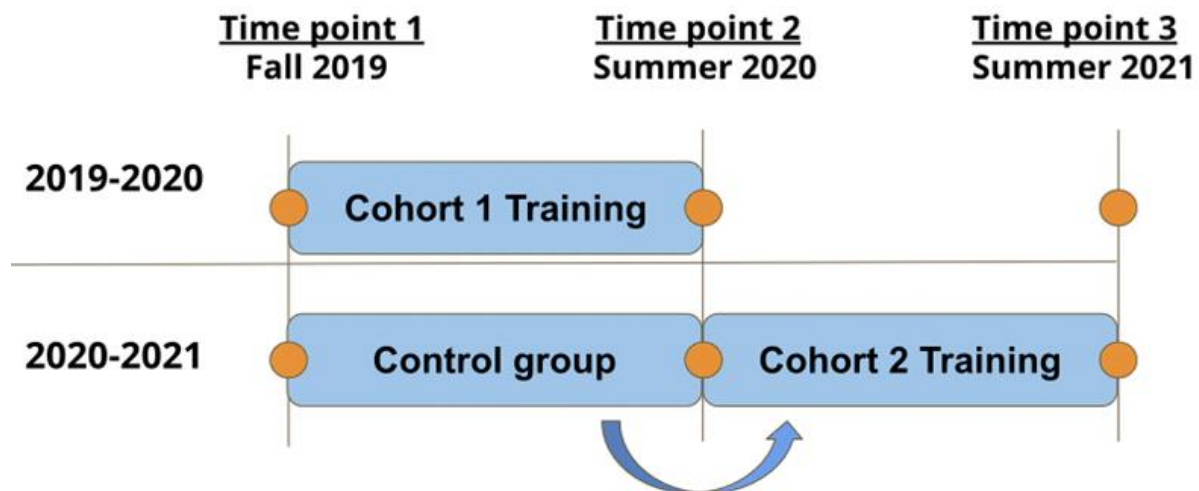 Time point 1
Fall 2019
Time point 2
Summer 2020
Time point 3
Summer 2021
2019-2020
Cohort 1 Training
2020-2021
Control group
Cohort 2 Training